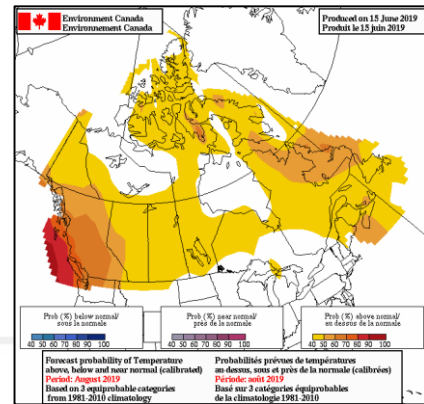 Environment Canada
Environnement Canada
Produced on 15 June 2019
Produit le 15 juin 2019
Prob (%) below normal/
sous la normale
40 50 60 70 80 90 100
Prob (%) near normal/
près de la normale
40 50 60 70 80 90 100
Prob (%) above normal/
au dessus de la normale
40 50 60 70 80 90 100
Forecast probability of Temperature
above, below and near normal (calibrated)
Period: August 2019
Based on 3 equiprobable categories
from 1981-2010 climatology
Probabilités prévues de températures
au-dessus, sous et près de la normale (calibrées)
Période: août 2019
Basé sur 3 catégories équiprobables
de la climatologie 1981-2010